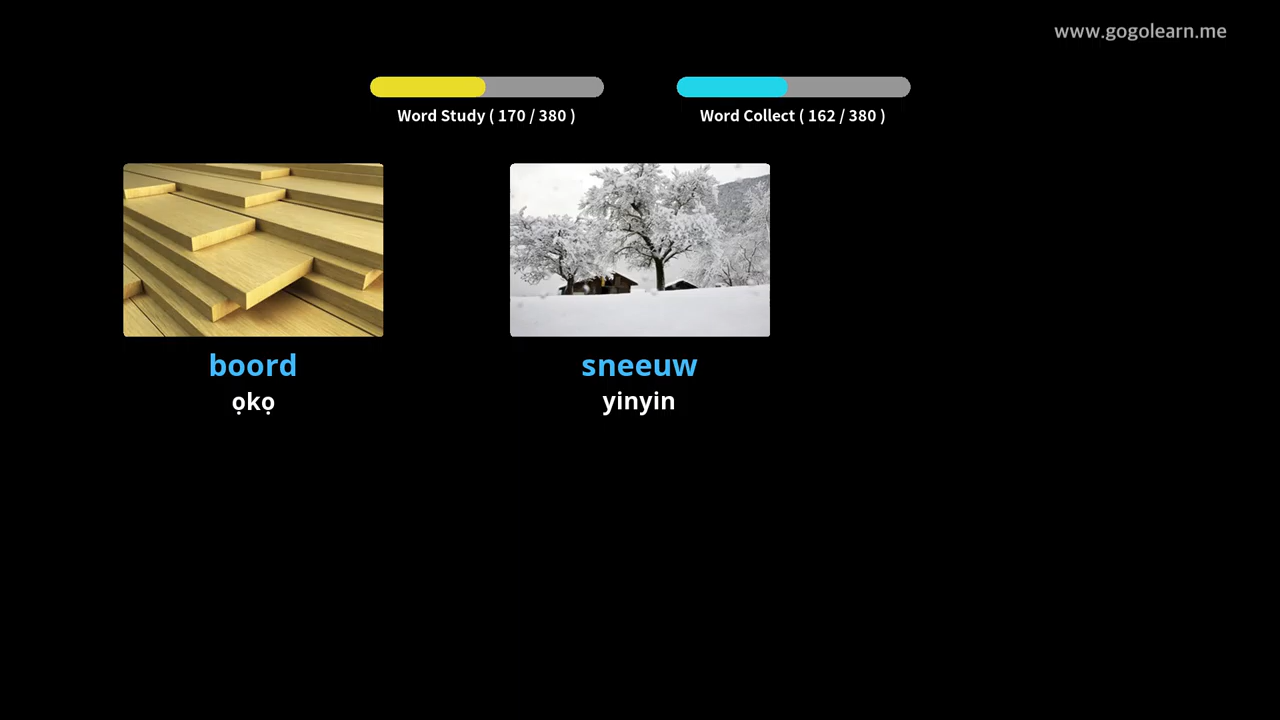 www.gogolearn.me
Word Study ( 170 / 380 )
Word Collect ( 162 / 380 )
boord
ọkọ
sneeuw
yinyin